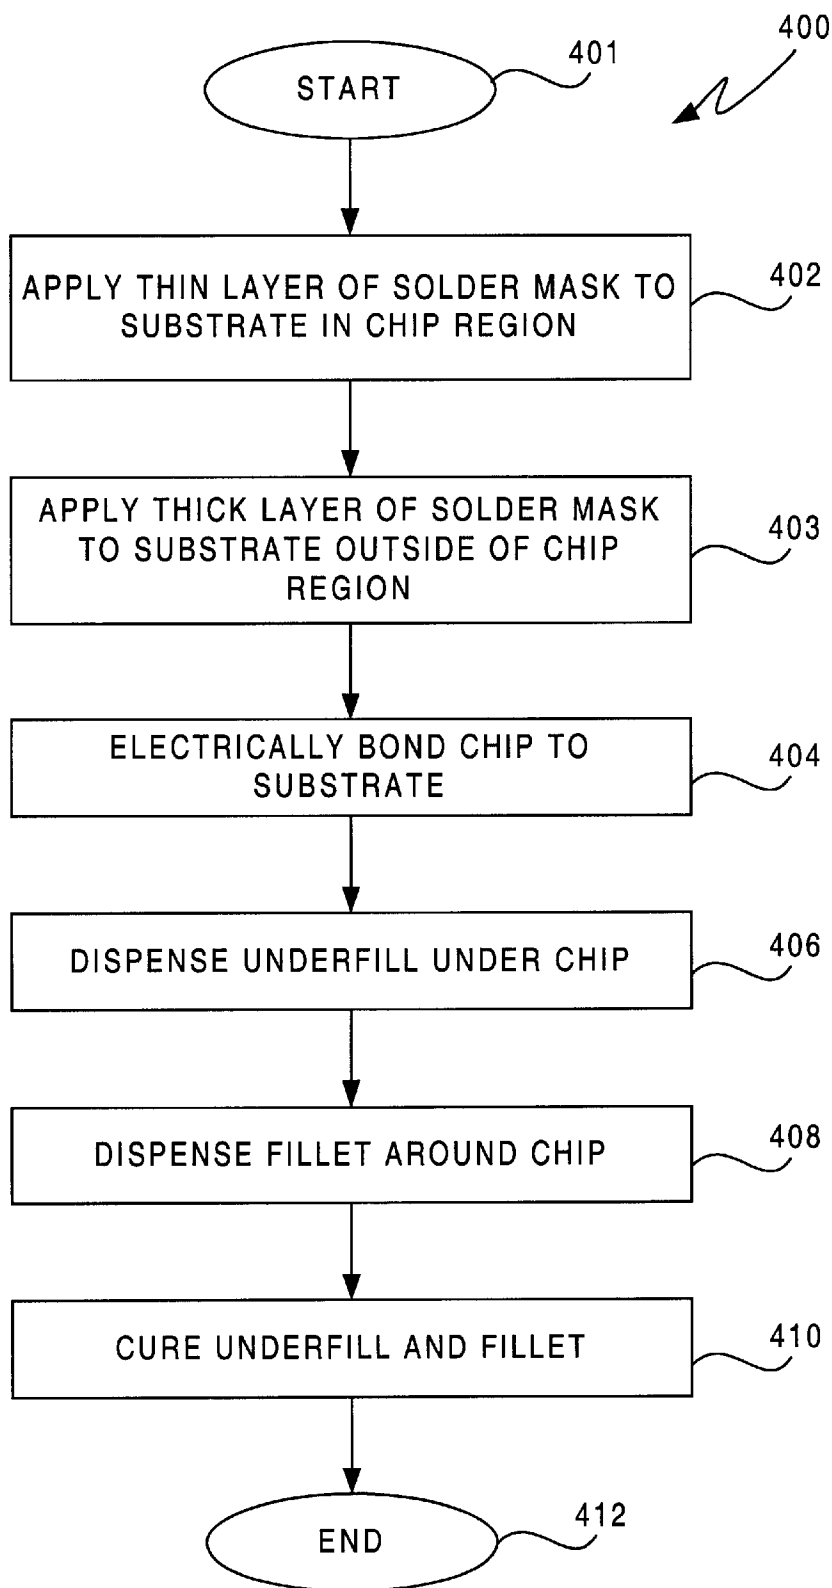 400
START
401
APPLY THIN LAYER OF SOLDER MASK TO
SUBSTRATE IN CHIP REGION
402
APPLY THICK LAYER OF SOLDER MASK
TO SUBSTRATE OUTSIDE OF CHIP
REGION
403
ELECTRICALLY BOND CHIP TO
SUBSTRATE
404
DISPENSE UNDERFILL UNDER CHIP
406
DISPENSE FILLET AROUND CHIP
408
CURE UNDERFILL AND FILLET
410
END
412